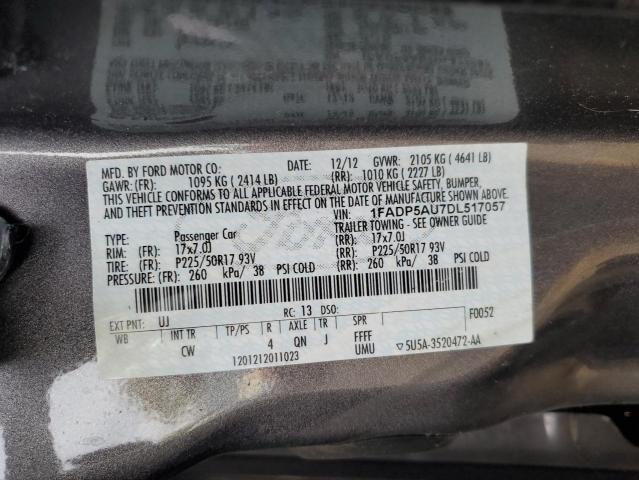 MFD. BY FORD MOTOR CO. DATE: 12/12 GVWR: 2105 KG ( 4641 LB)
GAWR: (FR): 1095 KG ( 2414 LB) (RR): 1010 KG ( 2227 LB)
THIS VEHICLE CONFORMS TO ALL APPLICABLE FEDERAL MOTOR VEHICLE SAFETY, BUMPER,
AND THEFT PREVENTION STANDARDS IN EFFECT ON THE DATE OF MANUFACTURE SHOWN ABOVE.
VIN: 1FADP5AU7DL517057
TYPE: Passenger Car TRAILER TOWING - SEE OWNER GUIDE
RIM: (FR): 17x7.0J (RR): 17x7.0J
TIRE: (FR): P225/50R17 93V (RR): P225/50R17 93V
PRESSURE: (FR): 260 kPa/ 38 PSI COLD (RR): 260 kPa/ 38 PSI COLD
EXT PNT: UJ RC: 13 DSO: F0052
WB INT TR TP/PS R AXLE TR SPR
CW 4 QN J FFFF
1201212011023 UMU ▽5U5A-3520472-AA